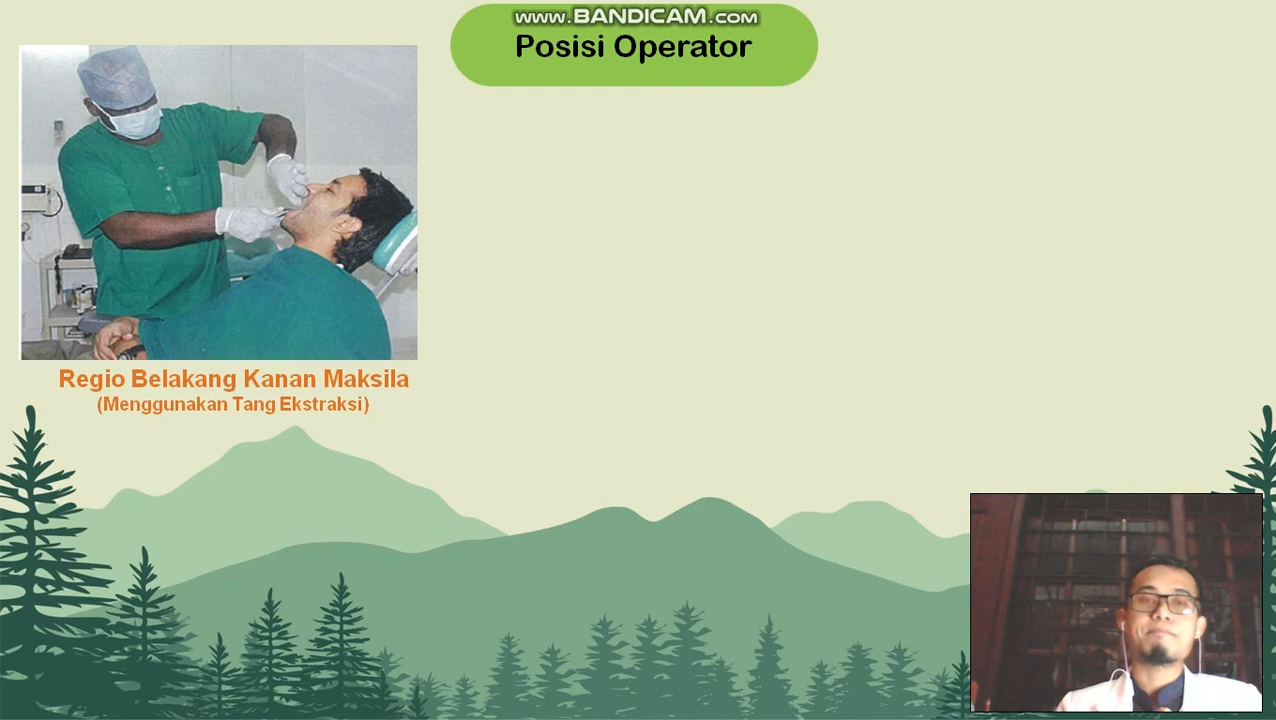 www.BANDICAM.com
Posisi Operator
Regio Belakang Kanan Maksila
(Menggunakan Tang Ekstraksi)